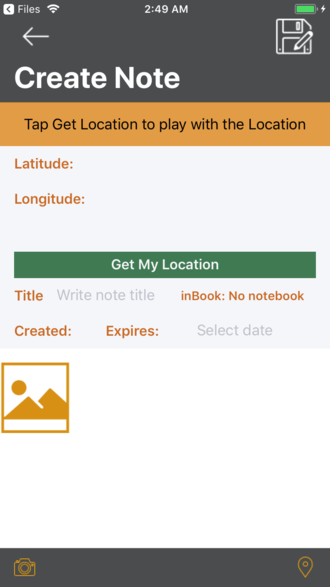 Files 2:49 AM
Create Note
Tap Get Location to play with the Location
Latitude:
Longitude:
Get My Location
Title Write note title inBook: No notebook
Created: Expires: Select date